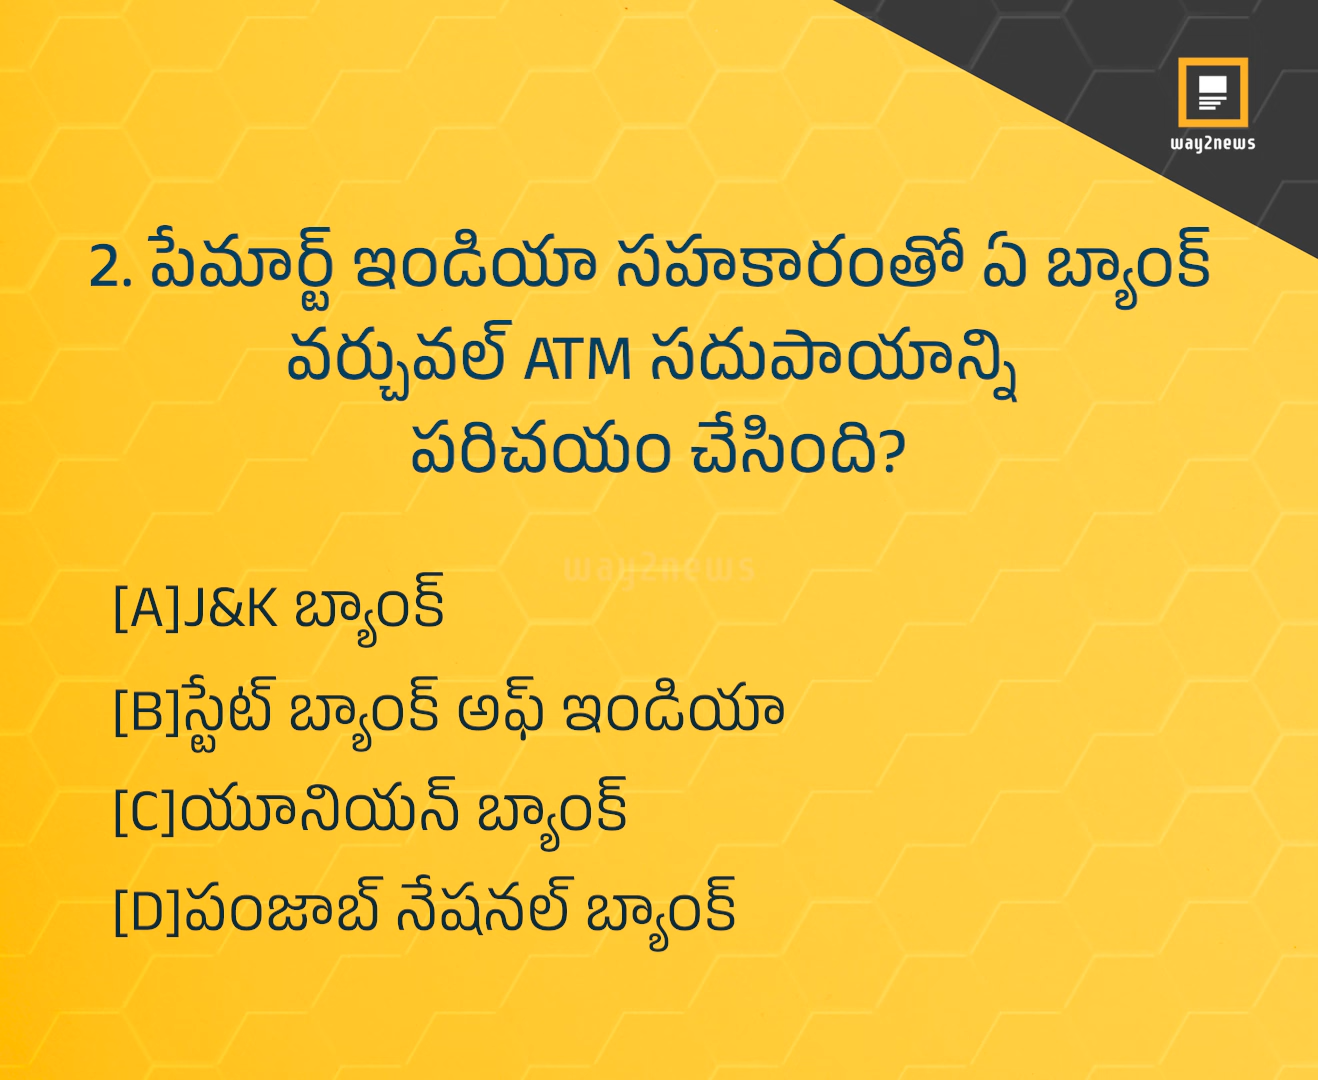 way2news
2. పేమార్ట్ ఇండియా సహకారంతో ఏ బ్యాంక్
వర్చువల్ ATM సదుపాయాన్ని
పరిచయం చేసింది?
way2news
[A]J&K బ్యాంక్
[B]స్టేట్ బ్యాంక్ అఫ్ ఇండియా
[C]యూనియన్ బ్యాంక్
[D]పంజాబ్ నేషనల్ బ్యాంక్